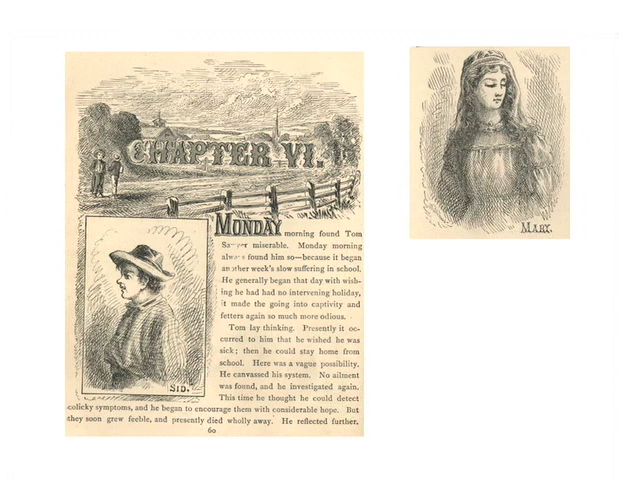 CHAPTER VI.
MONDAY morning found Tom
Sawyer miserable. Monday morning
always found him so—because it began
another week's slow suffering in school.
He generally began that day with wish-
ing he had had no intervening holiday,
it made the going into captivity and
fetters again so much more odious.
Tom lay thinking. Presently it oc-
curred to him that he wished he was
sick; then he could stay home from
school. Here was a vague possibility.
He canvassed his system. No ailment
was found, and he investigated again.
This time he thought he could detect
colicky symptoms, and he began to encourage them with considerable hope. But
they soon grew feeble, and presently died wholly away. He reflected further.
60
SID.
MARY.